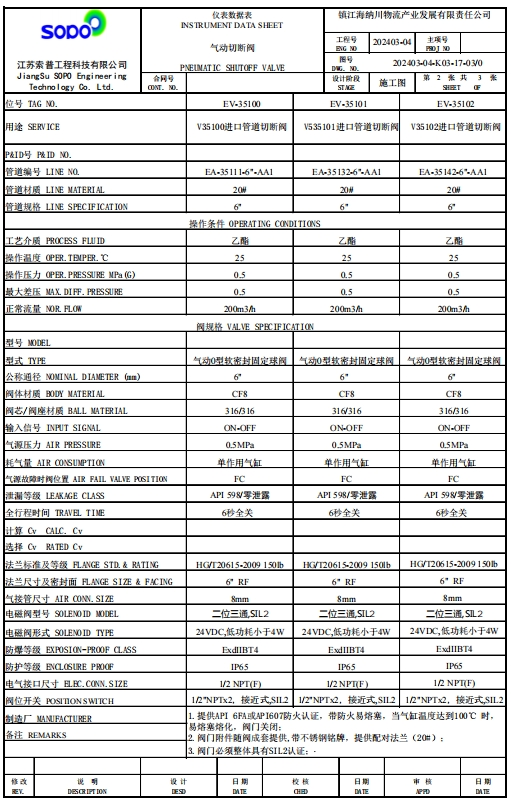 sopo
江苏索普工程科技有限公司
JiangSu SOPO Engineering
Technology Co. Ltd.
仪表数据表
INSTRUMENT DATA SHEET
气动切断阀
PNEUMATIC SHUTOFF VALVE
合同号
CONT. NO.
镇江海纳川物流产业发展有限责任公司
工程号 ENG NO 202403-04 主项号 PROJ NO
图号 DWG. NO. 202403-04-K03-17-03/0
设计阶段 STAGE 施工图 第 2 张 共 3 张 SHEET OF
位号 TAG NO. EV-35100 EV-35101 EV-35102
用途 SERVICE V35100进口管道切断阀 V535101进口管道切断阀 V35102进口管道切断阀
P&ID号 P&ID NO.
管道编号 LINE NO. EA-35111-6"-AA1 EA-35132-6"-AA1 EA-35142-6"-AA1
管道材质 LINE MATERIAL 20# 20# 20#
管道规格 LINE SPECIFICATION 6" 6" 6"
操作条件 OPERATING CONDITIONS
工艺介质 PROCESS FLUID 乙酯 乙酯 乙酯
操作温度 OPER.TEMPER.℃ 25 25 25
操作压力 OPER.PRESSURE MPa(G) 0.5 0.5 0.5
最大差压 MAX.DIFF.PRESSURE 0.5 0.5 0.5
正常流量 NOR.FLOW 200m3/h 200m3/h 200m3/h
阀规格 VALVE SPECIFICATION
型号 MODEL
型式 TYPE 气动O型软密封固定球阀 气动O型软密封固定球阀 气动O型软密封固定球阀
公称通径 NOMINAL DIAMETER (mm) 6" 6" 6"
阀体材质 BODY MATERIAL CF8 CF8 CF8
阀芯/阀座材质 BALL MATERIAL 316/316 316/316 316/316
输入信号 INPUT SIGNAL ON-OFF ON-OFF ON-OFF
气源压力 AIR PRESSURE 0.5MPa 0.5MPa 0.5MPa
耗气量 AIR CONSUMPTION 单作用气缸 单作用气缸 单作用气缸
气源故障时阀位置 AIR FAIL VALVE POSITION FC FC FC
泄漏等级 LEAKAGE CLASS API 598/零泄露 API 598/零泄露 API 598/零泄露
全行程时间 TRAVEL TIME 6秒全关 6秒全关 6秒全关
计算 Cv CALC. Cv
选择 Cv RATED Cv
法兰标准及等级 FLANGE STD.& RATING HG/T20615-2009 150lb HG/T20615-2009 150lb HG/T20615-2009 150lb
法兰尺寸及密封面 FLANGE SIZE & FACING 6" RF 6" RF 6" RF
气接管尺寸 AIR CONN.SIZE 8mm 8mm 8mm
电磁阀型号 SOLENOID MODEL 二位三通,SIL2 二位三通,SIL2 二位三通,SIL2
电磁阀形式 SOLENOID TYPE 24VDC,低功耗小于4W 24VDC,低功耗小于4W 24VDC,低功耗小于4W
防爆等级 EXPOSION-PROOF CLASS ExdIIBT4 ExdIIBT4 ExdIIBT4
防护等级 ENCLOSURE PROOF IP65 IP65 IP65
电气接口尺寸 ELEC.CONN.SIZE 1/2 NPT(F) 1/2 NPT(F) 1/2 NPT(F)
阀位开关 POSITION SWITCH 1/2"NPTx2, 接近式,SIL2 1/2"NPTx2, 接近式,SIL2 1/2"NPTx2, 接近式,SIL2
制造厂 MANUFACTURER
备注 REMARKS
1. 提供API 6FA或API607防火认证, 带防火易熔塞, 当气缸温度达到100℃ 时,
易熔塞熔化, 阀门关闭;
2. 阀门附件随阀成套提供, 带不锈钢铭牌, 提供配对法兰 (20#);
3. 阀门必须整体具有SIL2认证;
修改 说明 设计 日期 校核 日期 审核 日期
REV. DESCRIPTION DESD DATE CHED DATE APPD DATE